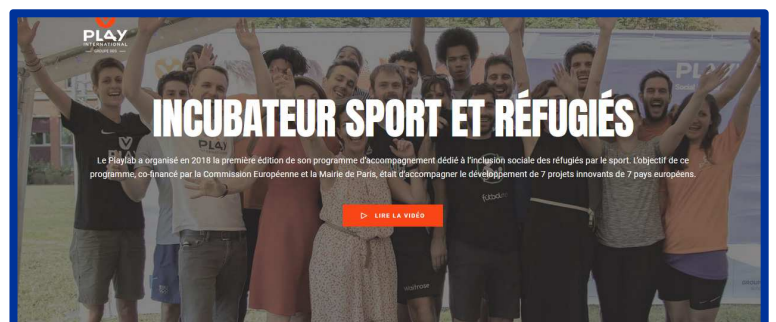 PLAY
INTERNATIONAL
GROUPE SOS
INCUBATEUR SPORT ET RÉFUGIÉS
Le Playlab a organisé en 2018 la première édition de son programme d'accompagnement dédié à l'inclusion sociale des réfugiés par le sport. L'objectif de ce
programme, co-financé par la Commission Européenne et la Mairie de Paris, était d'accompagner le développement de 7 projets innovants de 7 pays européens.
LIRE LA VIDÉO